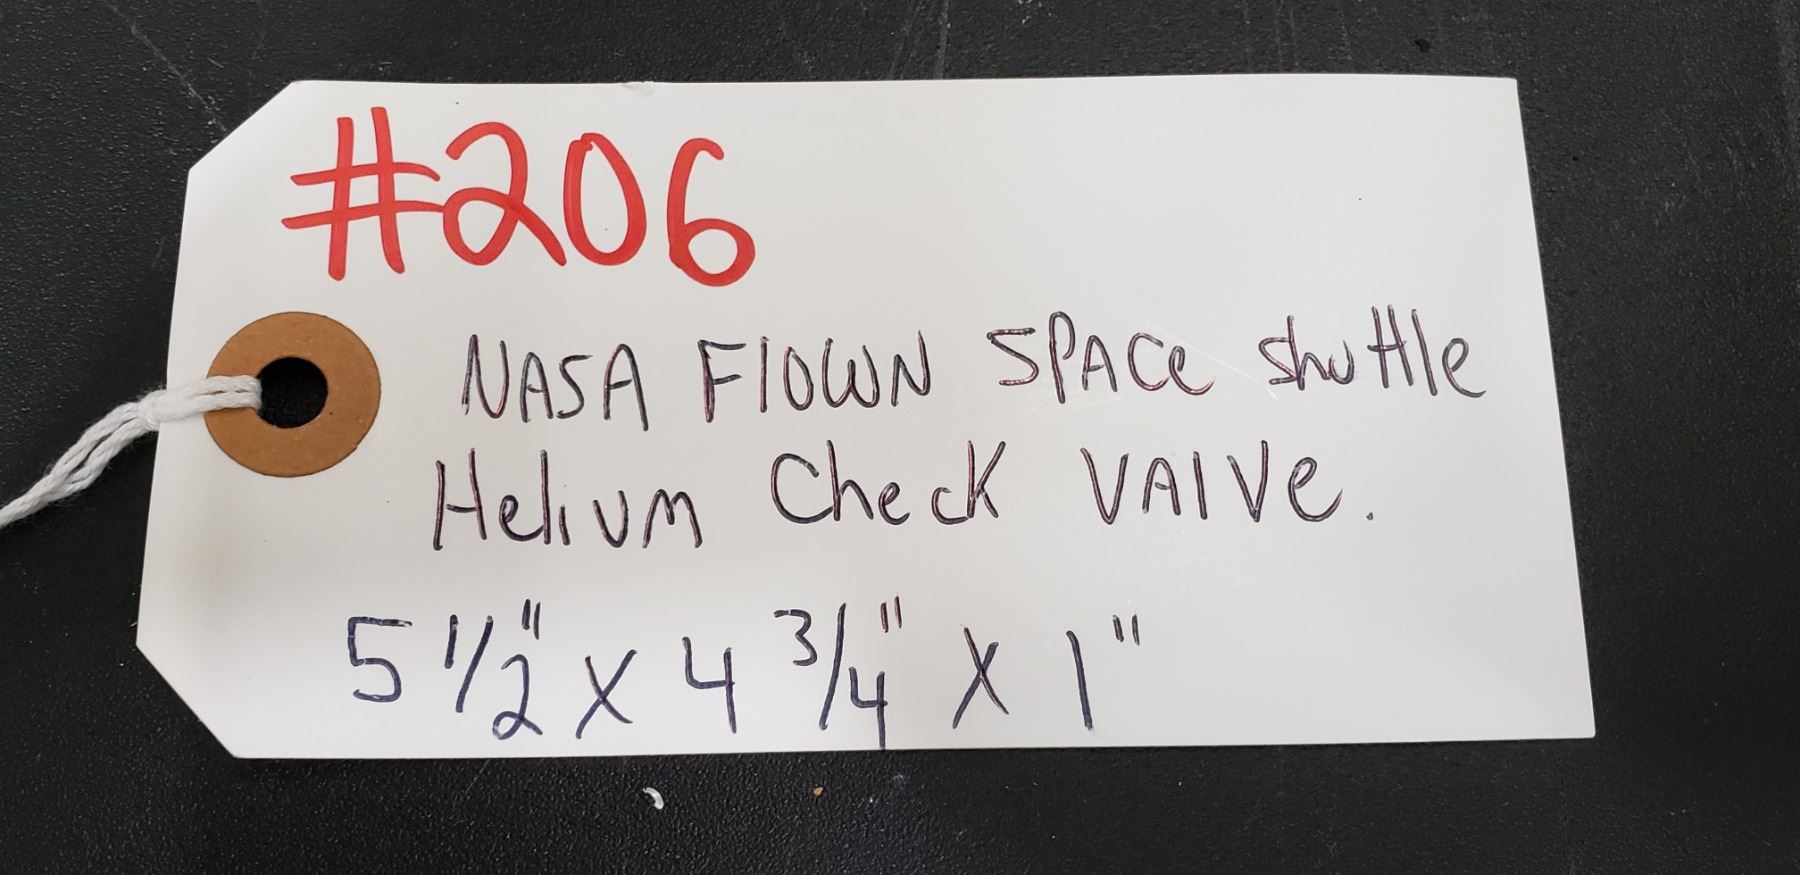 #206
NASA Flown SPACe Shuttle
Helium Check VAlVe.
5 1/2" X 4 3/4" X 1"